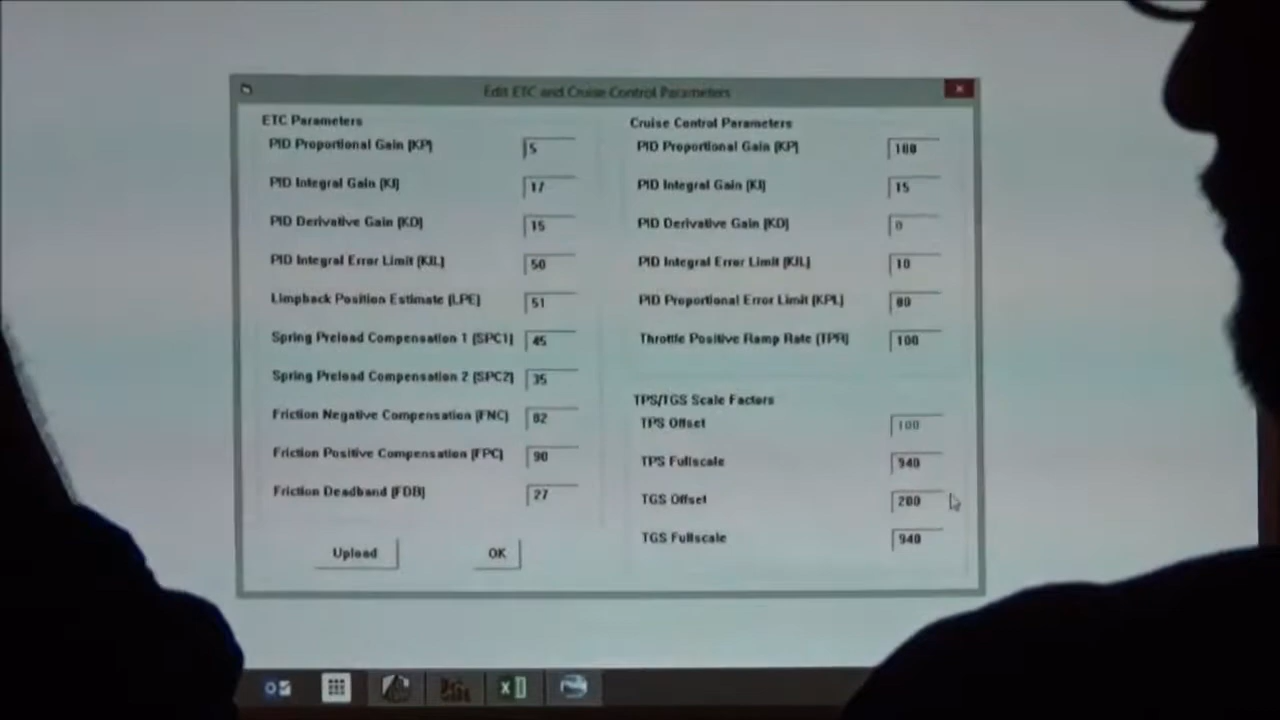 Edit ETC and Cruise Control Parameters
ETC Parameters
PID Proportional Gain (KP) 5
PID Integral Gain (KI) 17
PID Derivative Gain (KD) 15
PID Integral Error Limit (KIL) 50
Limpback Position Estimate (LPE) 51
Spring Preload Compensation 1 (SPC1) 45
Spring Preload Compensation 2 (SPC2) 35
Friction Negative Compensation (FNC) 82
Friction Positive Compensation (FPC) 90
Friction Deadband (FDB) 27
Upload OK
Cruise Control Parameters
PID Proportional Gain (KP) 100
PID Integral Gain (KI) 15
PID Derivative Gain (KD) 0
PID Integral Error Limit (KIL) 10
PID Proportional Error Limit (KPL) 80
Throttle Positive Ramp Rate (TPR) 100
TPS/TGS Scale Factors
TPS Offset 100
TPS Fullscale 940
TGS Offset 200
TGS Fullscale 940